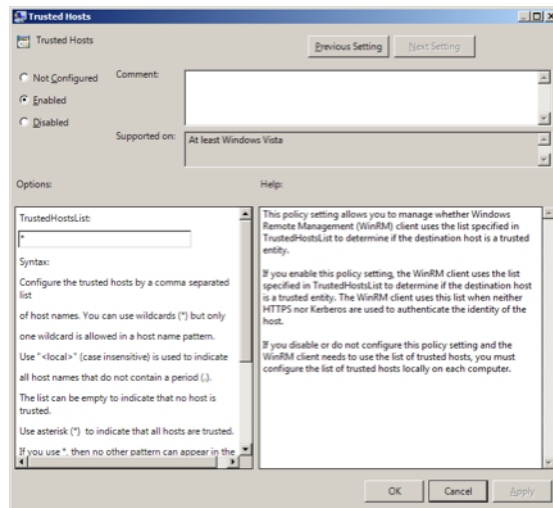 Trusted Hosts
Trusted Hosts
Previous Setting
Next Setting
Not Configured
Comment:
Enabled
Disabled
Supported on:
At least Windows Vista
Options:
Help:
TrustedHostsList:
*
Syntax:
Configure the trusted hosts by a comma separated
list
of host names. You can use wildcards (*) but only
one wildcard is allowed in a host name pattern.
Use "<local>" (case insensitive) is used to indicate
all host names that do not contain a period (.).
The list can be empty to indicate that no host is
trusted.
Use asterisk (*) to indicate that all hosts are trusted.
If you use *, then no other pattern can appear in the
This policy setting allows you to manage whether Windows
Remote Management (WinRM) client uses the list specified in
TrustedHostsList to determine if the destination host is a trusted
entity.
If you enable this policy setting, the WinRM client uses the list
specified in TrustedHostsList to determine if the destination host
is a trusted entity. The WinRM client uses this list when neither
HTTPS nor Kerberos are used to authenticate the identity of the
host.
If you disable or do not configure this policy setting and the
WinRM client needs to use the list of trusted hosts, you must
configure the list of trusted hosts locally on each computer.
OK
Cancel
Apply